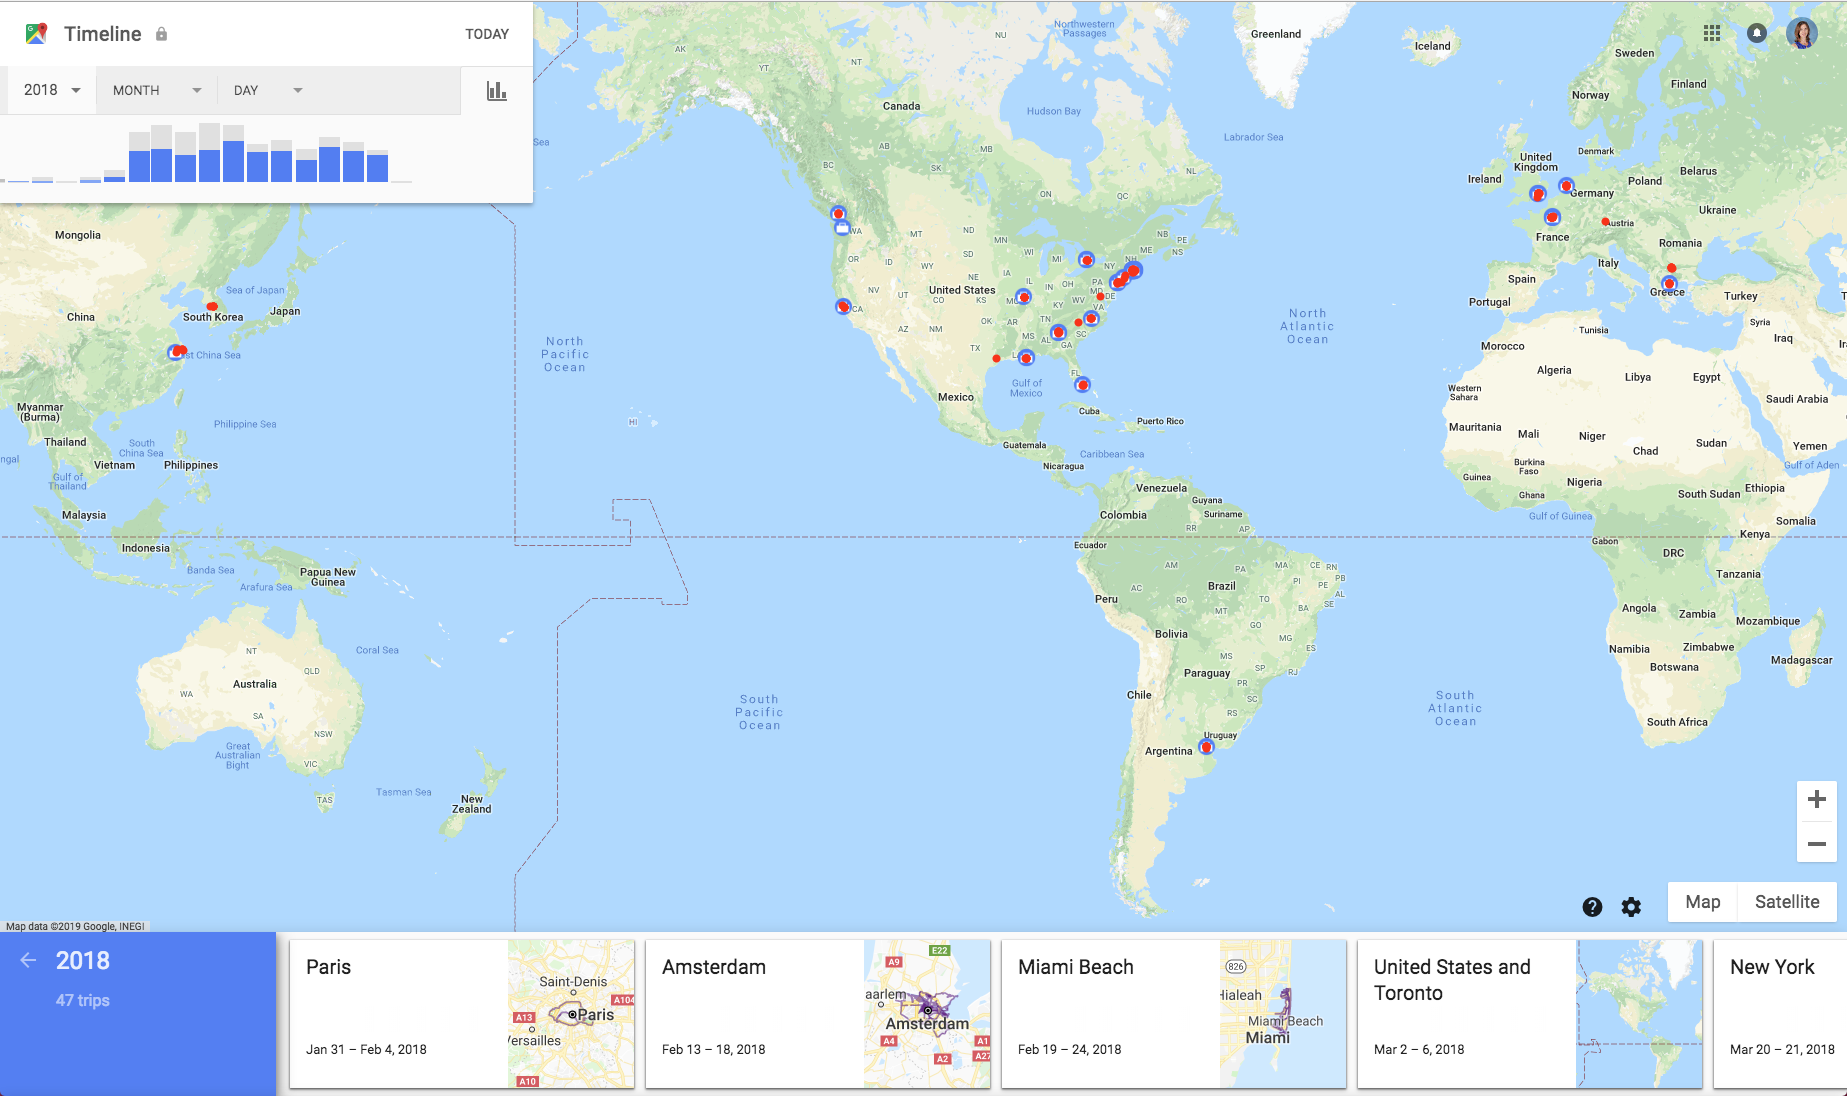 Timeline
TODAY
2018
MONTH
DAY
Northwestern
Passages
Greenland
Iceland
Sweden
Finland
Norway
AK
NU
YT
NT
Canada
Hudson Bay
Labrador Sea
Sea
BC
AB
SK
MB
ON
QC
NL
Denmark
United
Kingdom
Ireland
Belarus
Poland
Germany
Ukraine
Austria
France
Romania
Italy
Spain
Portugal
Greece
Turkey
Mongolia
Sea of Japan
South Korea
Japan
China
st China Sea
WA
MT
ND
MN
OR
ID
WY
SD
WI
MI
NB
PE
ME
NS
NH
NY
IA
NE
PA
IL
IN
OH
MD
DE
NV
UT
CO
United States
KS
KY
WV
VA
CA
AZ
NM
OK
AR
TN
SC
MS
AL
GA
TX
FL
North
Pacific
Ocean
North
Atlantic
Ocean
Gulf of
Mexico
Mexico
Cuba
Puerto Rico
HI
Guatemala
Caribbean Sea
Nicaragua
Tunisia
Syria
Iraq
Morocco
Algeria
Libya
Egypt
Western
Sahara
Saudi Arabia
Mauritania
Mali
Niger
Chad
Sudan
Yemen
Gulf of Aden
Burkina
Faso
Guinea
Ghana
Nigeria
South Sudan
Ethiopia
Gulf of Guinea
Somalia
Gabon
Kenya
DRC
Tanzania
Angola
Zambia
Mozambique
Namibia
Zimbabwe
Botswana
Madagascar
South Africa
Myanmar
(Burma)
Philippine Sea
Thailand
South
China Sea
ngal
Vietnam
Philippines
Gulf of
Thailand
Malaysia
Indonesia
Banda Sea
Papua New
Guinea
Arafura Sea
Venezuela
Guyana
Colombia
Suriname
RR
AP
Ecuador
AM
PA
MA
CE
RN
PB
PI
PE
AL
SE
AC
Brazil
TO
RO
BA
MT
Peru
GO
Bolivia
MG
ES
MS
SP
RJ
Paraguay
PR
SC
Chile
RS
Uruguay
Argentina
Coral Sea
NT
QLD
Australia
WA
SA
NSW
Great
Australian
Bight
VIC
TAS
Tasman Sea
New
Zealand
South
Pacific
Ocean
South
Atlantic
Ocean
Map
Satellite
Map data ©2019 Google, INEGI
2018
47 trips
Paris
Jan 31 – Feb 4, 2018
Saint-Denis
A104
A13
Paris
Versailles
A10
Amsterdam
Feb 13 – 18, 2018
E22
A9
aarlem
Amsterdam
A4
A1
A2
A27
Miami Beach
Feb 19 – 24, 2018
826
Hialeah
Miami Beach
Miami
United States and
Toronto
Mar 2 – 6, 2018
New York
Mar 20 – 21, 2018